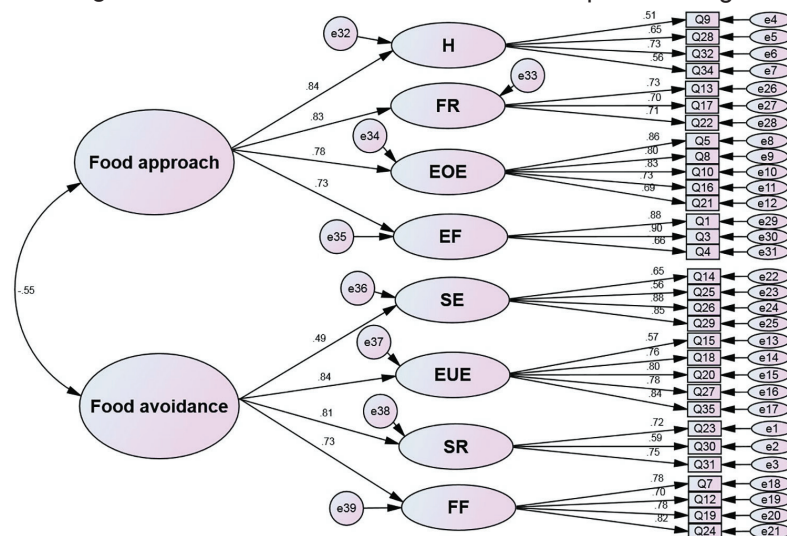 Food approach
Food avoidance
-.55
.84
.83
.78
.73
.49
.84
.81
.73
e32
H
e33
FR
e34
EOE
e35
EF
e36
SE
e37
EUE
e38
SR
e39
FF
.51 Q9 e4
.65 Q28 e5
.73 Q32 e6
.56 Q34 e7
.73 Q13 e26
.70 Q17 e27
.71 Q22 e28
.86 Q5 e8
.80 Q8 e9
.83 Q10 e10
.73 Q16 e11
.69 Q21 e12
.88 Q1 e29
.90 Q3 e30
.66 Q4 e31
.65 Q14 e22
.56 Q25 e23
.88 Q26 e24
.85 Q29 e25
.57 Q15 e13
.76 Q18 e14
.80 Q20 e15
.78 Q27 e16
.84 Q35 e17
.72 Q23 e1
.59 Q30 e2
.75 Q31 e3
.78 Q7 e18
.70 Q12 e19
.78 Q19 e20
.82 Q24 e21